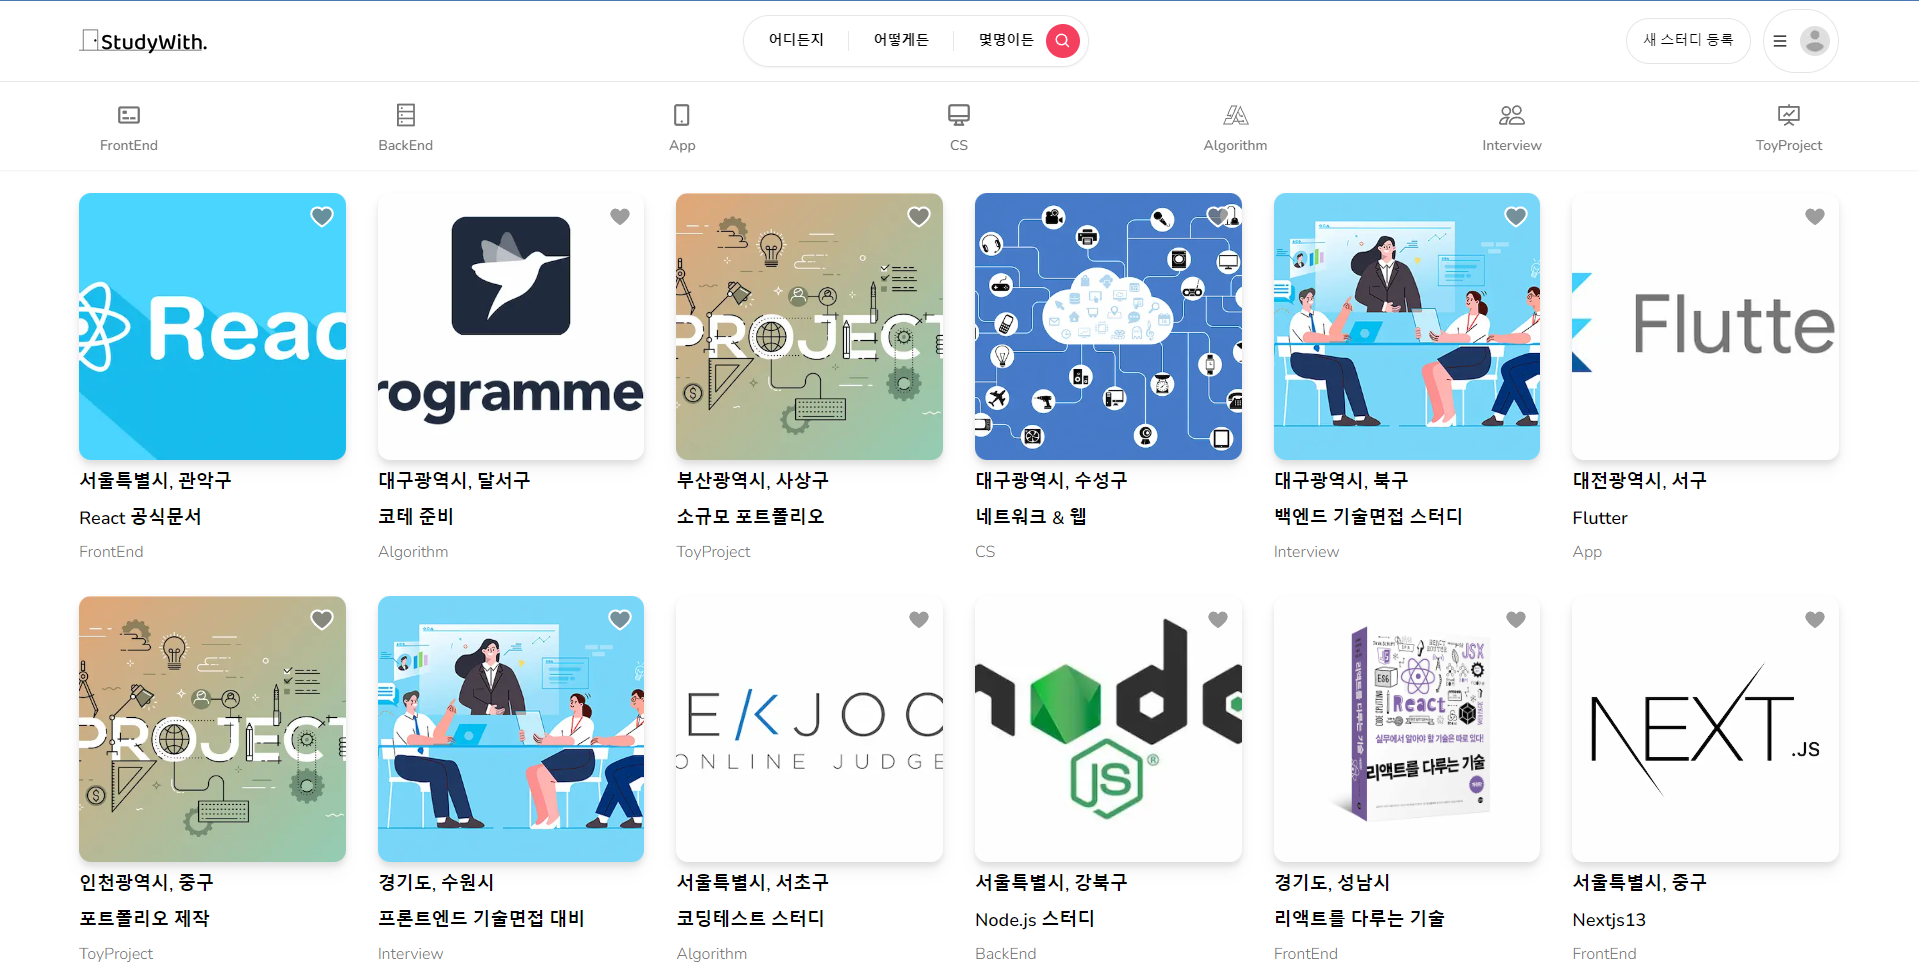 StudyWith.
어디든지
어떻게든
몇명이든
새 스터디 등록
FrontEnd
BackEnd
App
CS
Algorithm
Interview
ToyProject
Reac
rogramme
PROJECT
Flutte
서울특별시, 관악구
대구광역시, 달서구
부산광역시, 사상구
대구광역시, 수성구
대구광역시, 북구
대전광역시, 서구
React 공식문서
코테 준비
소규모 포트폴리오
네트워크 & 웹
백엔드 기술면접 스터디
Flutter
FrontEnd
Algorithm
ToyProject
CS
Interview
App
PROJECT
EKJOO
ONLINE JUDGE
node
JS
®
JSX
ES6
React
실무에서 알아야 할 기술은 따로 있다!
리액트를 다루는 기술
NEXT
.JS
인천광역시, 중구
경기도, 수원시
서울특별시, 서초구
서울특별시, 강북구
경기도, 성남시
서울특별시, 중구
포트폴리오 제작
프론트엔드 기술면접 대비
코딩테스트 스터디
Node.js 스터디
리액트를 다루는 기술
Nextjs13
ToyProject
Interview
Algorithm
BackEnd
FrontEnd
FrontEnd